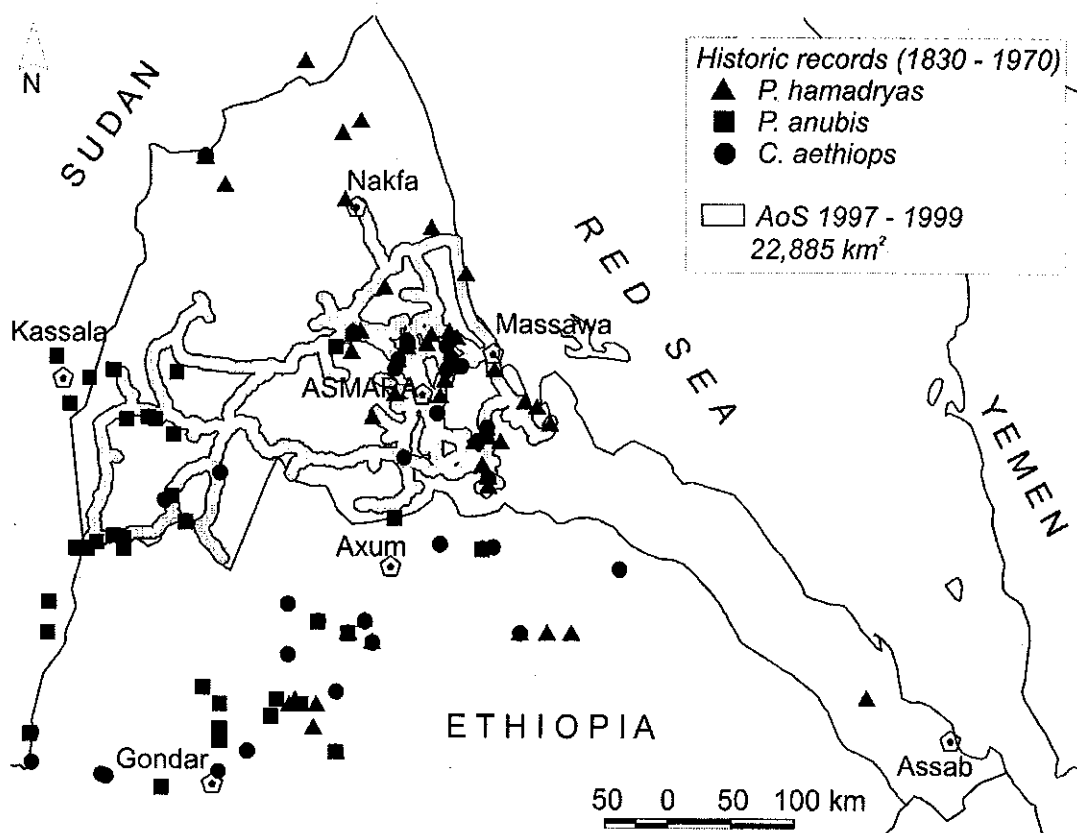 N
SUDAN
Historic records (1830 - 1970)
P. hamadryas
P. anubis
C. aethiops
AoS 1997 - 1999
22,885 km²
Nakfa
RED SEA
Kassala
Massawa
ASMARA
YEMEN
Axum
ETHIOPIA
Gondar
Assab
50 0 50 100 km